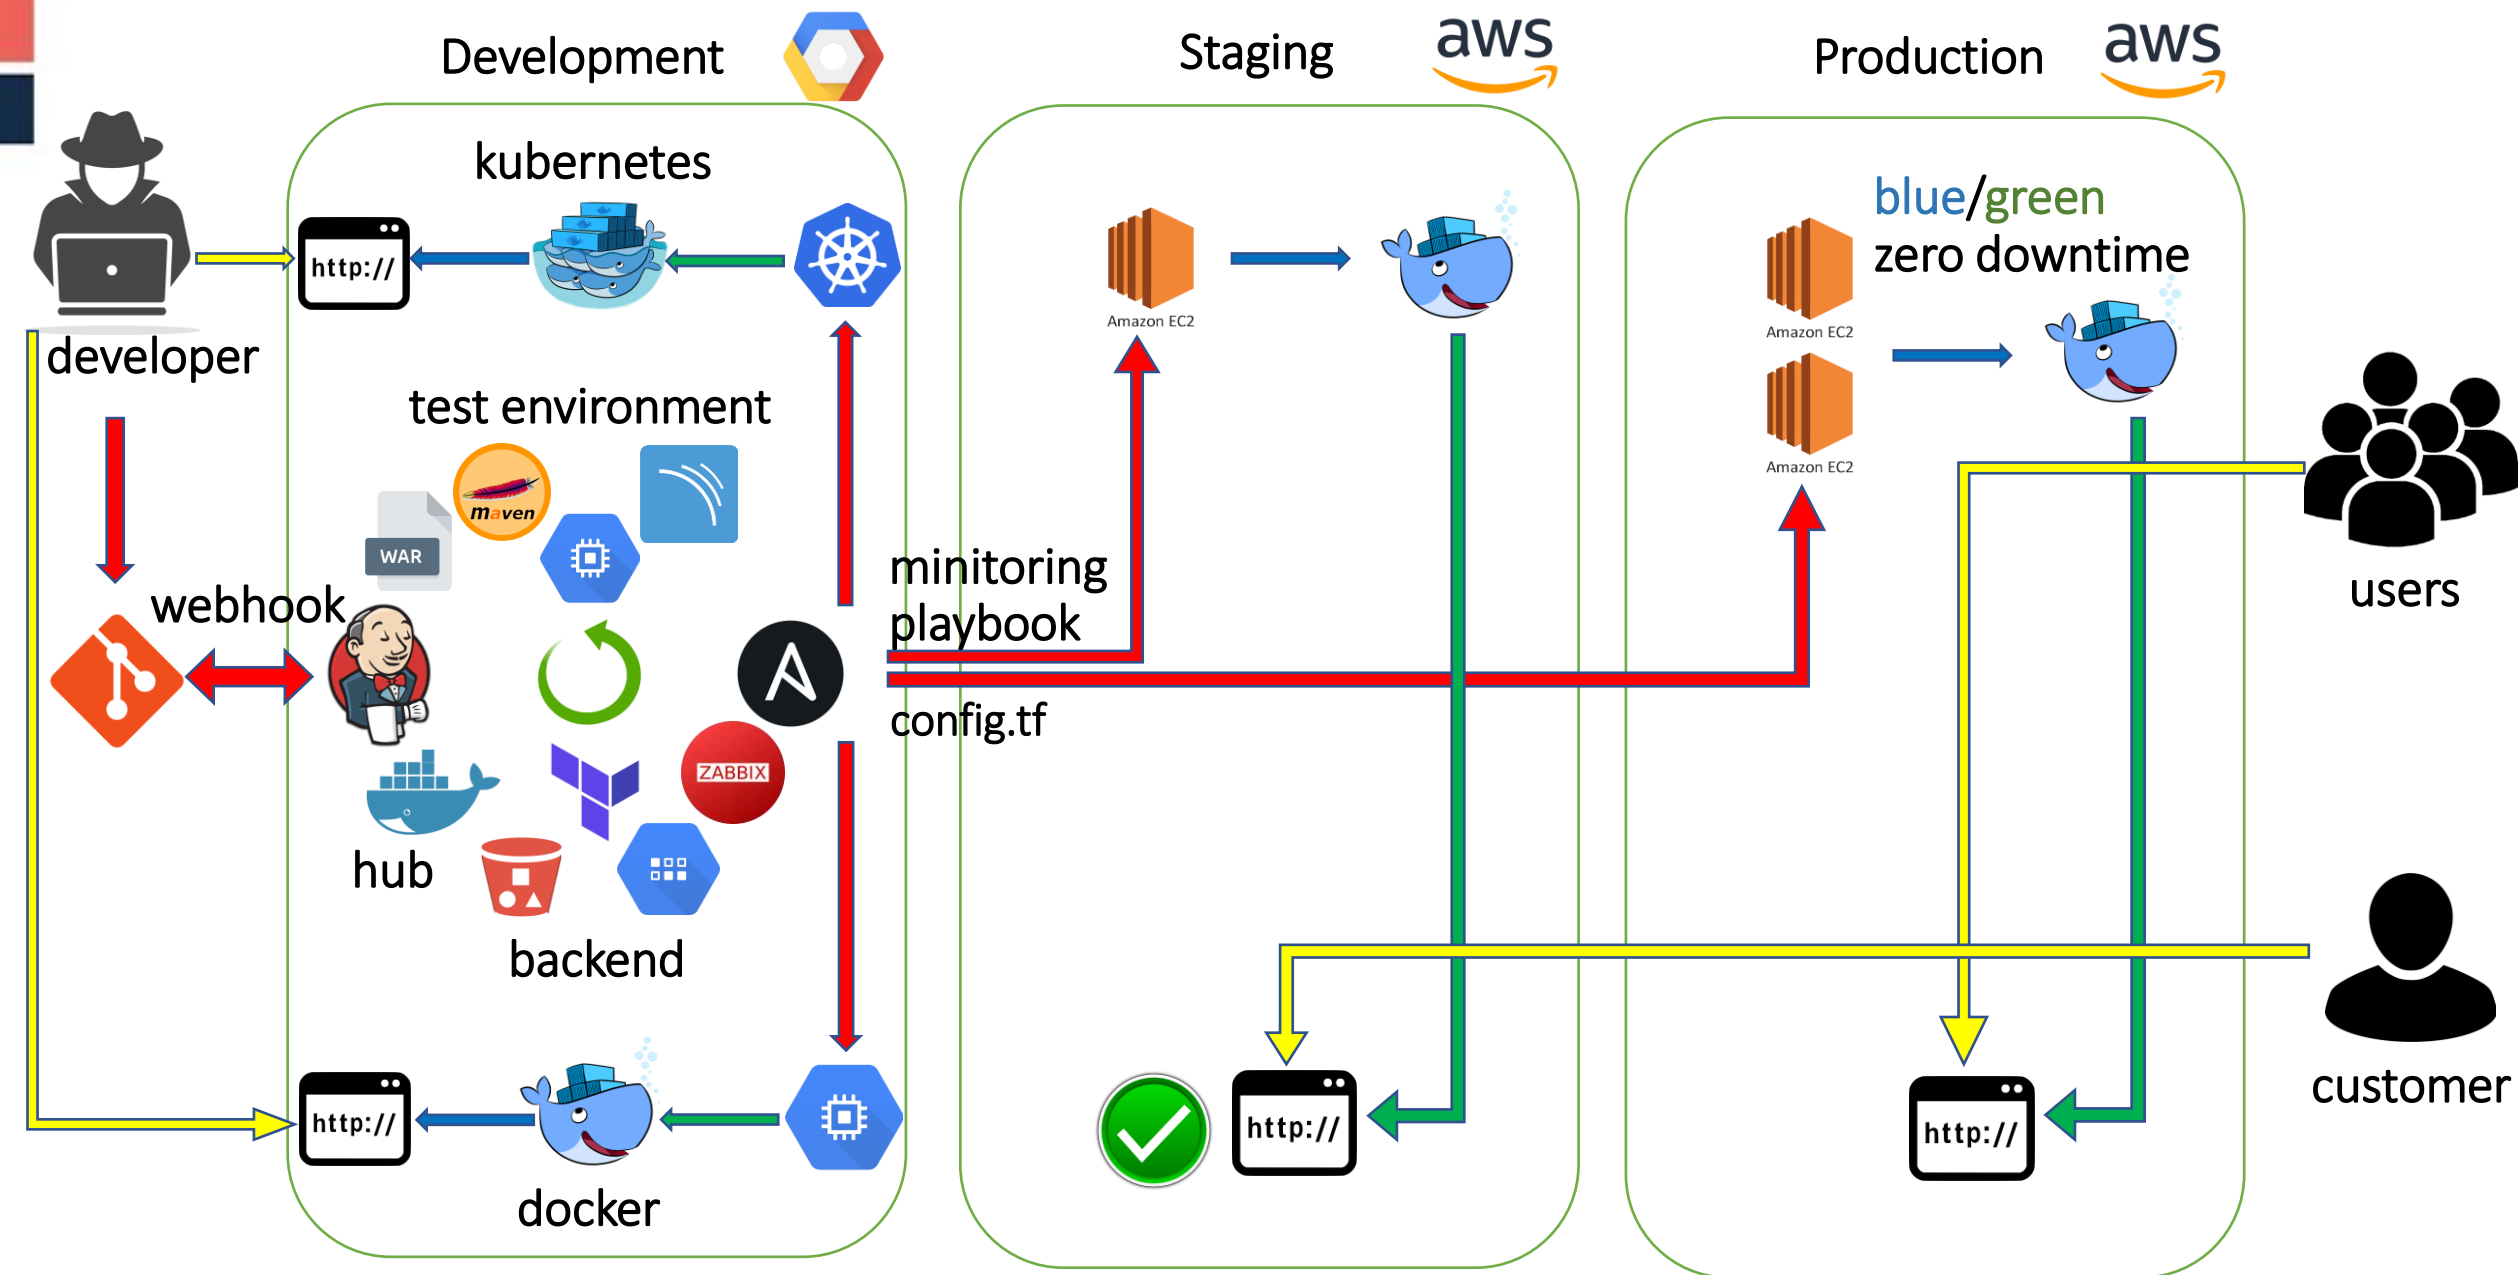 Development
Staging
aws
Production
aws
kubernetes
http://
developer
Amazon EC2
blue/green
zero downtime
Amazon EC2
Amazon EC2
test environment
maven
WAR
webhook
minitoring
playbook
config.tf
ZABBIX
hub
backend
users
http://
docker
http://
http://
customer